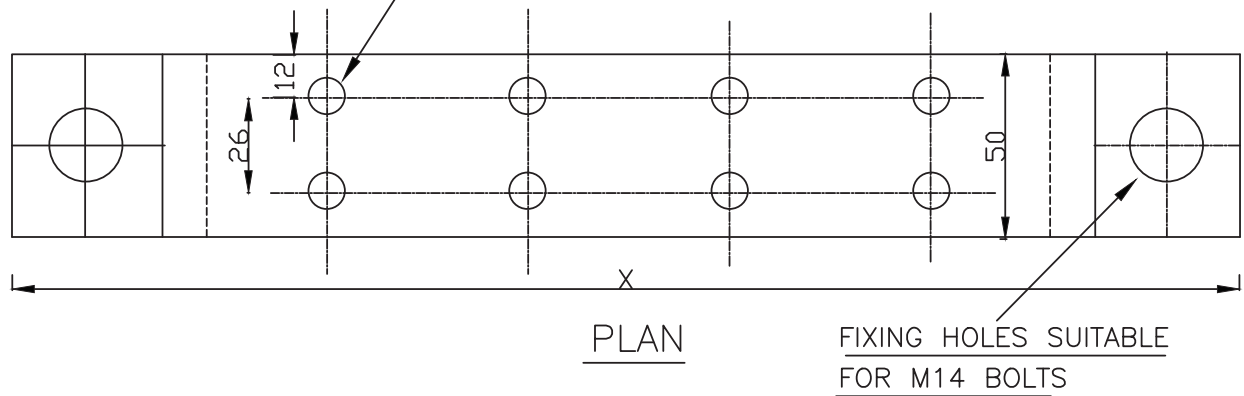 12
26
50
X
PLAN
FIXING HOLES SUITABLE
FOR M14 BOLTS